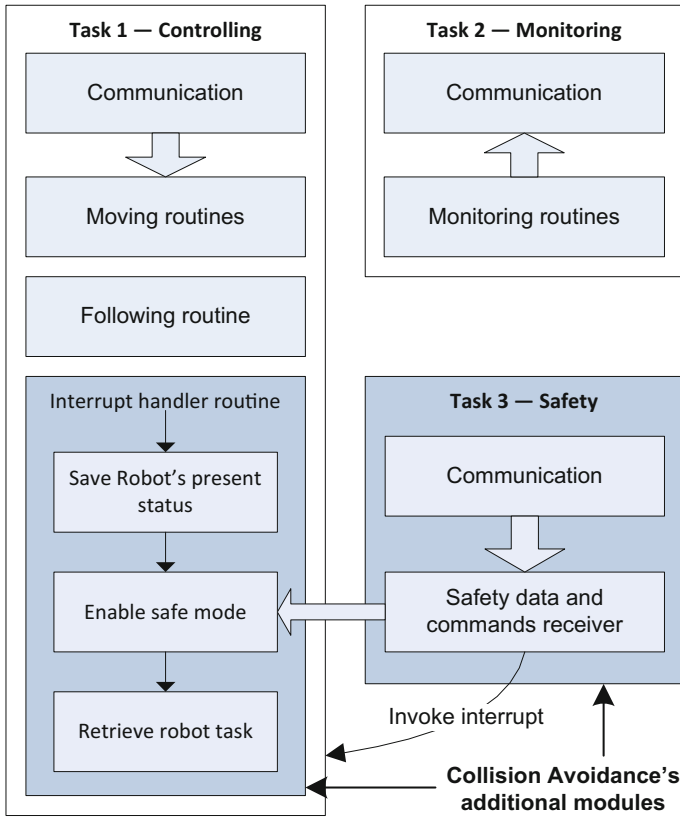 Task 1 — Controlling
Communication
Moving routines
Following routine
Interrupt handler routine
Save Robot's present
status
Enable safe mode
Retrieve robot task
Task 2 — Monitoring
Communication
Monitoring routines
Task 3 — Safety
Communication
Safety data and
commands receiver
Invoke interrupt
Collision Avoidance's
additional modules